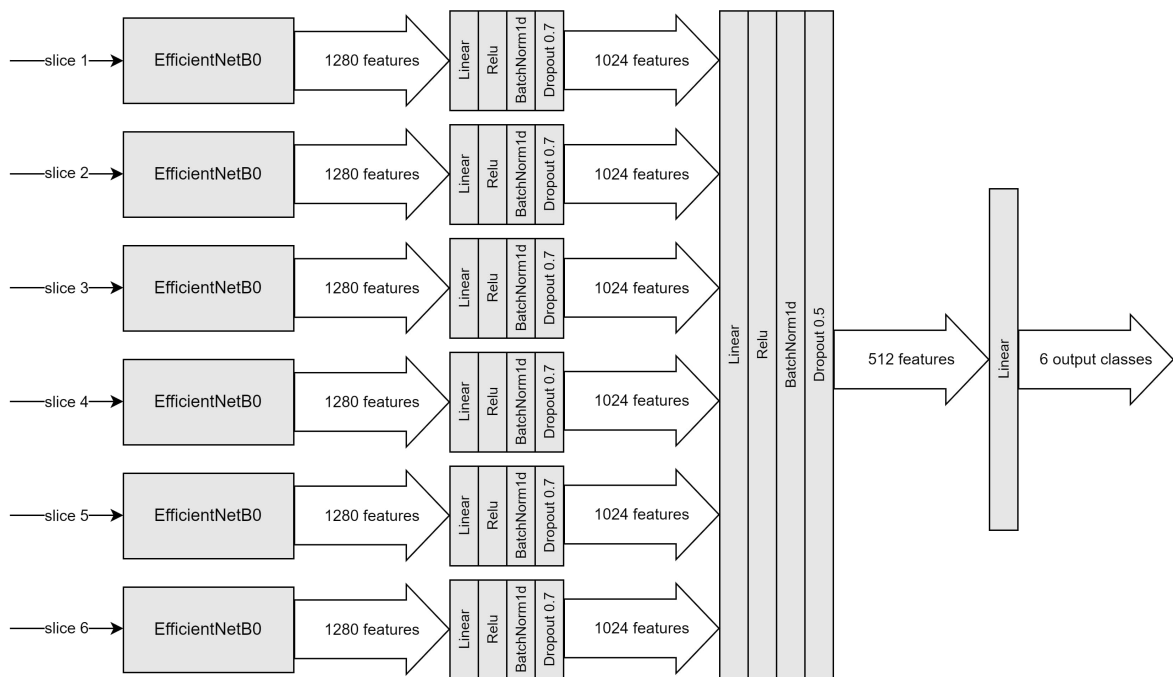 slice 1
EfficientNetB0
1280 features
Linear
Relu
BatchNorm1d
Dropout 0.7
1024 features
slice 2
EfficientNetB0
1280 features
Linear
Relu
BatchNorm1d
Dropout 0.7
1024 features
slice 3
EfficientNetB0
1280 features
Linear
Relu
BatchNorm1d
Dropout 0.7
1024 features
slice 4
EfficientNetB0
1280 features
Linear
Relu
BatchNorm1d
Dropout 0.7
1024 features
slice 5
EfficientNetB0
1280 features
Linear
Relu
BatchNorm1d
Dropout 0.7
1024 features
slice 6
EfficientNetB0
1280 features
Linear
Relu
BatchNorm1d
Dropout 0.7
1024 features
Linear
Relu
BatchNorm1d
Dropout 0.5
512 features
Linear
6 output classes